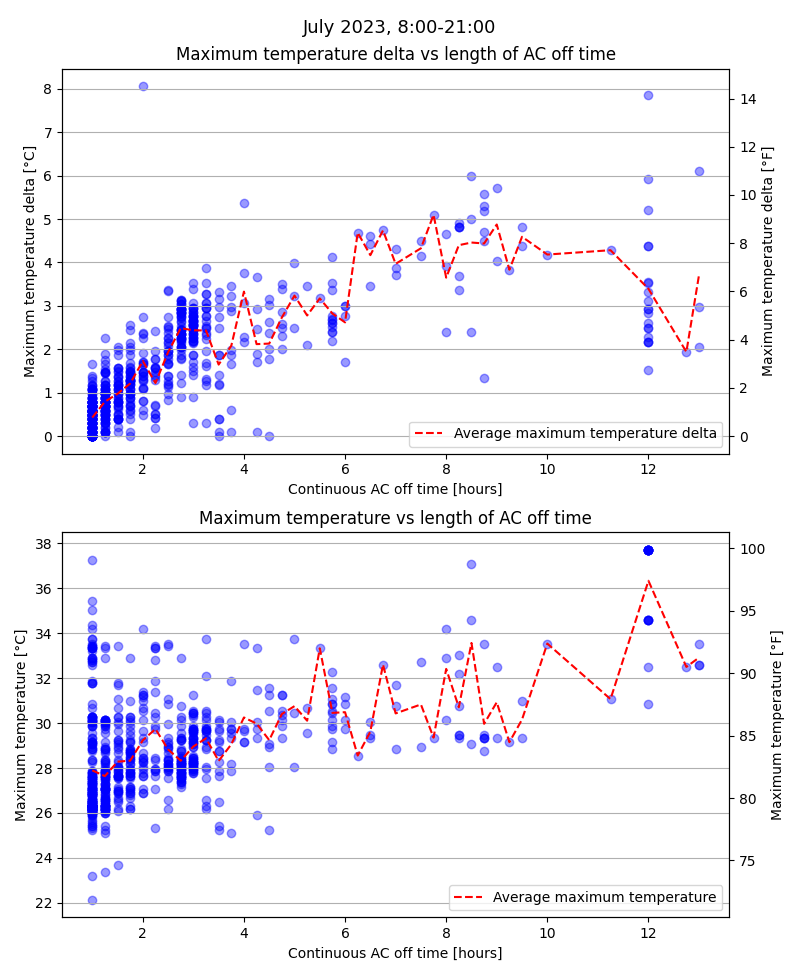 July 2023, 8:00-21:00
Maximum temperature delta vs length of AC off time
8
7
6
5
4
3
2
1
0
Maximum temperature delta [°C]
14
12
10
8
6
4
2
0
Maximum temperature delta [°F]
Average maximum temperature delta
2 4 6 8 10 12
Continuous AC off time [hours]
Maximum temperature vs length of AC off time
38
36
34
32
30
28
26
24
22
Maximum temperature [°C]
100
95
90
85
80
75
Maximum temperature [°F]
Average maximum temperature
2 4 6 8 10 12
Continuous AC off time [hours]